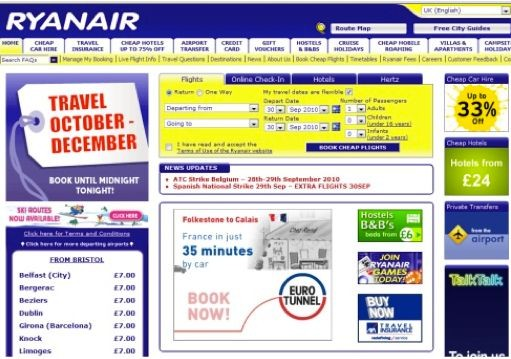 RYANAIR
UK (English)
Route Map
Free City Guides
HOME
CHEAP CAR HIRE
TRAVEL INSURANCE
CHEAP HOTELS UP TO 75% OFF
AIRPORT TRANSFER
CREDIT CARD
GIFT VOUCHERS
HOSTELS & B&BS
CRUISE HOLIDAYS
CHEAP MOBILE ROAMING
VILLAS & APARTMENTS
CAMPSITE HOLIDAY
Search FAQs
Manage My Booking | Live Flight Info | Travel Questions | Destinations | News | About Us | Book Cheap Flights | Timetables | Ryanair Fees | Careers | Customer Feedback | Co
TRAVEL
OCTOBER -
DECEMBER
BOOK UNTIL MIDNIGHT
TONIGHT!
SKI ROUTES
NOW AVAILABLE!
CLICK HERE
Click here for Terms and Conditions
Click here for more departing airports
FROM BRISTOL
Belfast (City) £7.00
Bergerac £7.00
Beziers £7.00
Dublin £7.00
Girona (Barcelona) £7.00
Knock £7.00
Limoges £7.00
Flights
Online Check-In
Hotels
Hertz
Return One Way
My travel dates are flexible
Departing from
Going to
Depart Date
30 Sep 2010
Return Date
30 Sep 2010
Number of Passengers
1 Adults
0 Children
(under 16 years)
0 Infants
(under 2 years)
I have read and accept the
Terms of Use of the Ryanair website
BOOK CHEAP FLIGHTS
NEWS UPDATES
ATC Strike Belgium – 28th-29th September 2010
Spanish National Strike 29th Sep – EXTRA FLIGHTS 30SEP
Folkestone to Calais
France in just
35 minutes
by car
BOOK
NOW!
EURO
TUNNEL
Hostels
B&B's
beds from £6
JOIN
RYANAIR
GAMES
TODAY!
BUY
NOW
AXA
TRAVEL
INSURANCE
redefining / service
Cheap Car Hire
Up to
33%
Off
Cheap Hotels
Hotels from
£24
Private Transfers
from the
airport
TalkTalk
To join us